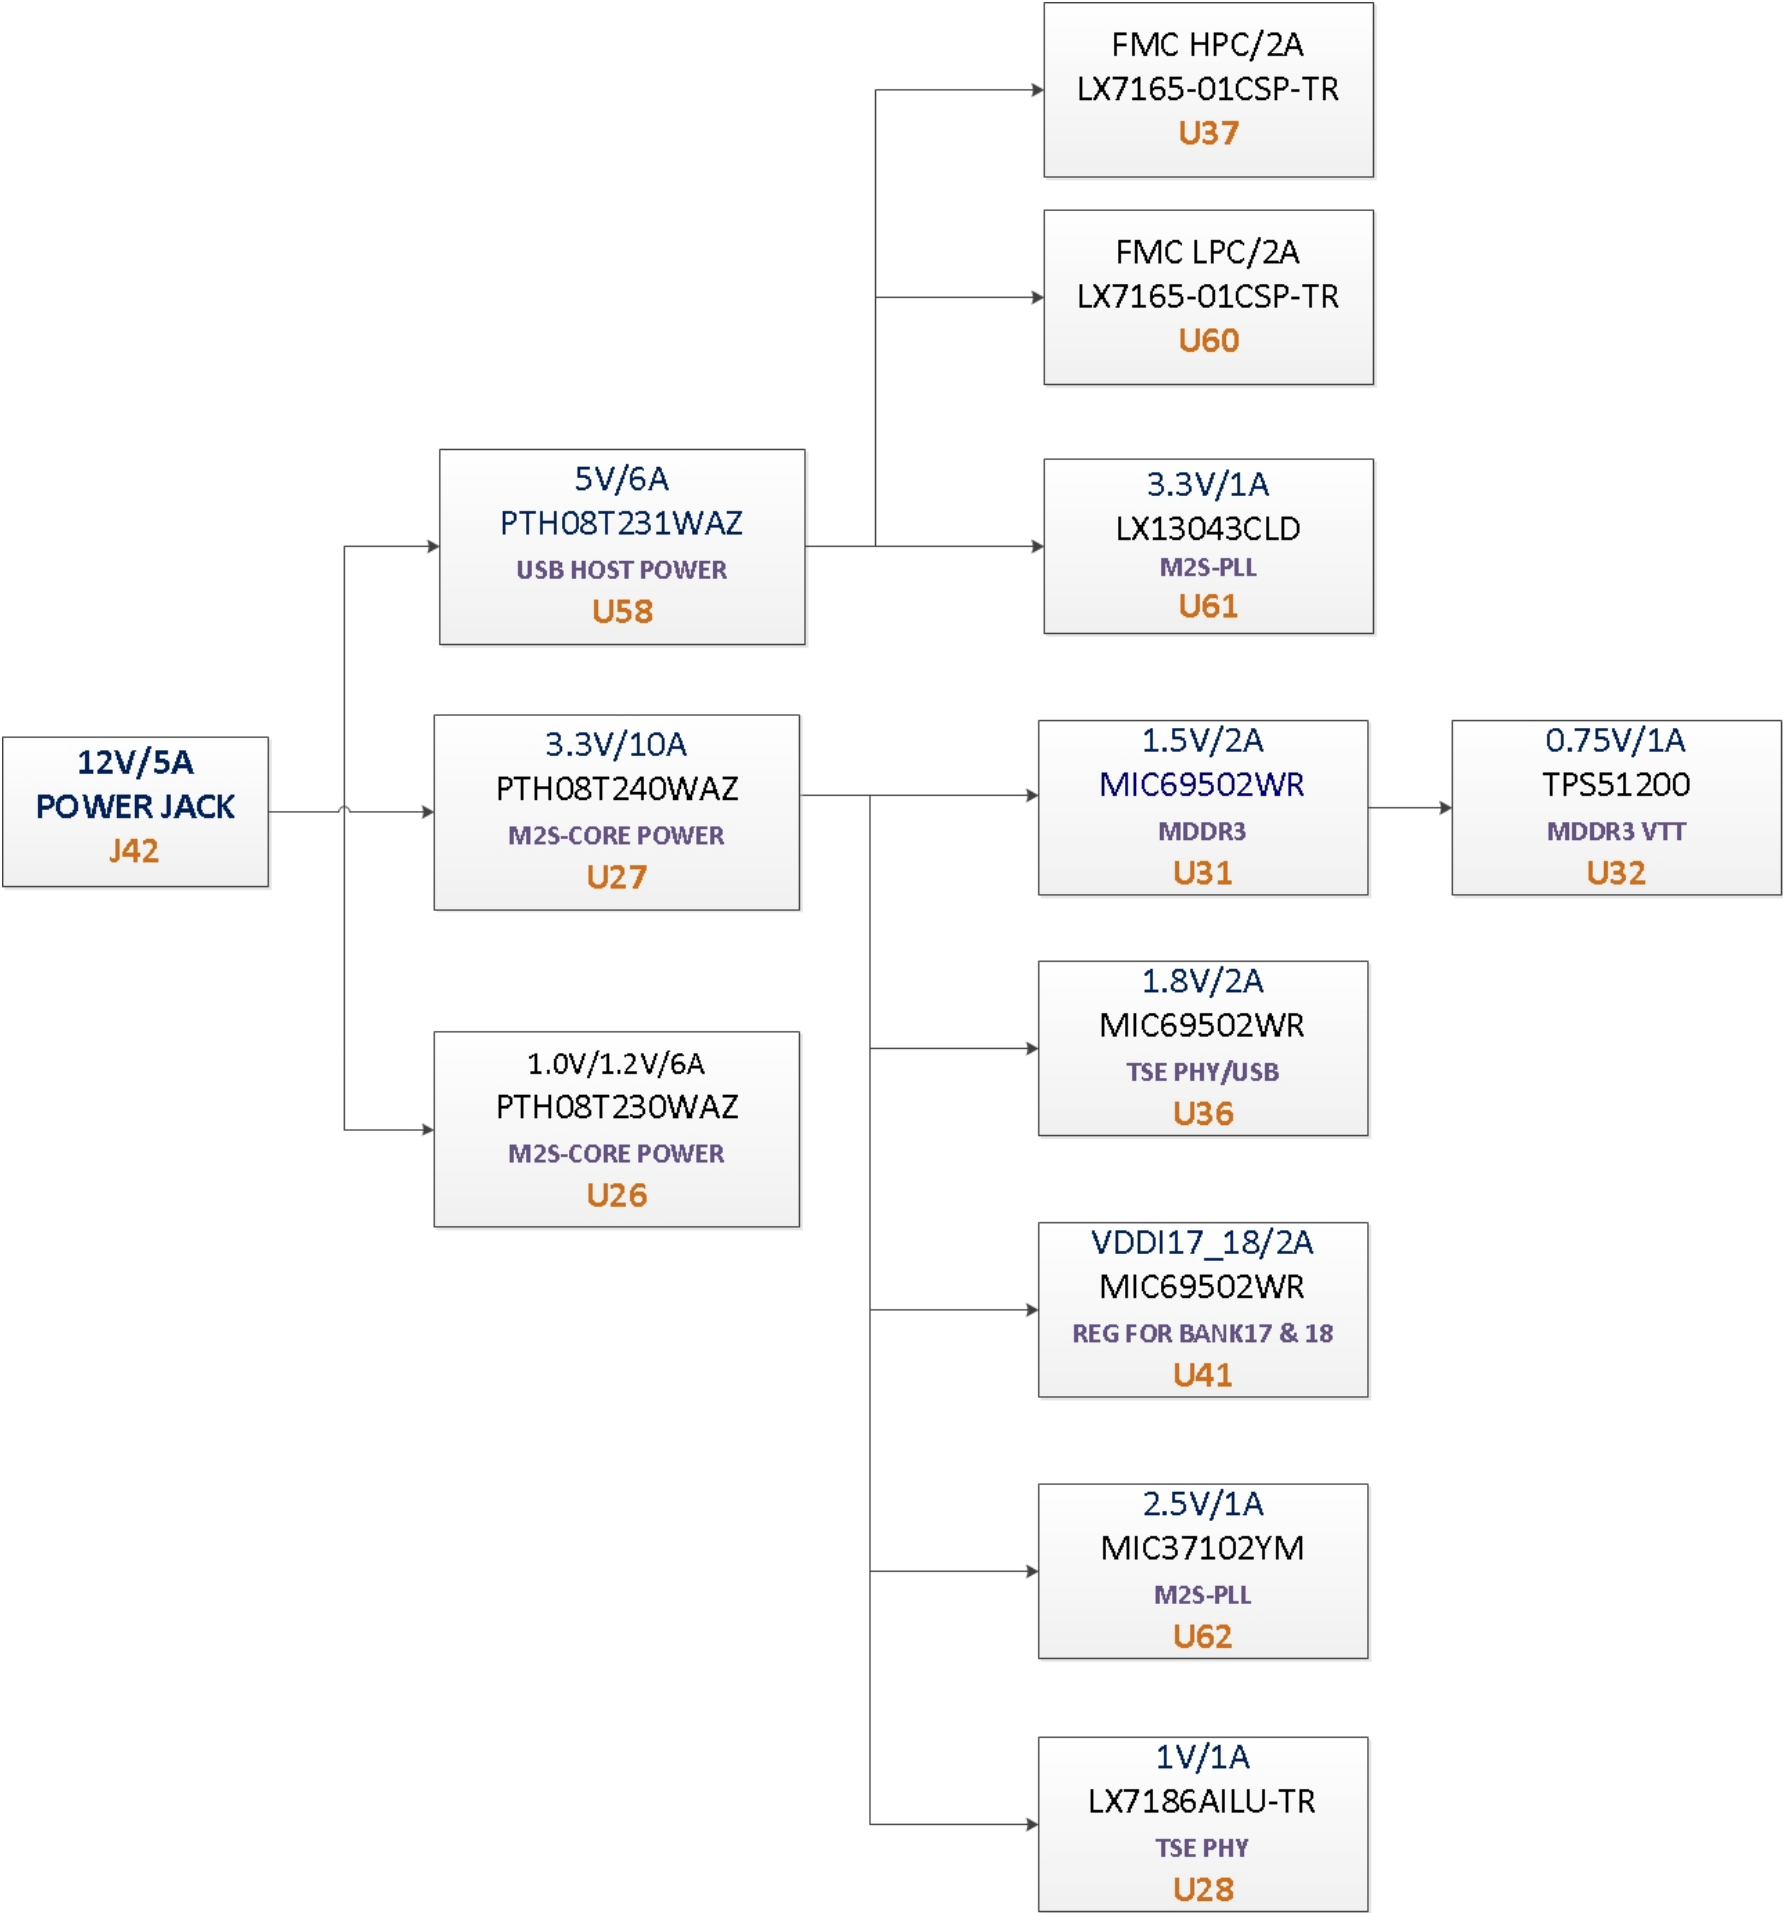 FMC HPC/2A
LX7165-01CSP-TR
U37
FMC LPC/2A
LX7165-01CSP-TR
U60
5V/6A
PTH08T231WAZ
USB HOST POWER
U58
3.3V/1A
LX13043CLD
M2S-PLL
U61
12V/5A
POWER JACK
J42
3.3V/10A
PTH08T240WAZ
M2S-CORE POWER
U27
1.5V/2A
MIC69502WR
MDDR3
U31
0.75V/1A
TPS51200
MDDR3 VTT
U32
1.0V/1.2V/6A
PTH08T230WAZ
M2S-CORE POWER
U26
1.8V/2A
MIC69502WR
TSE PHY/USB
U36
VDDI17_18/2A
MIC69502WR
REG FOR BANK17 & 18
U41
2.5V/1A
MIC37102YM
M2S-PLL
U62
1V/1A
LX7186AILU-TR
TSE PHY
U28